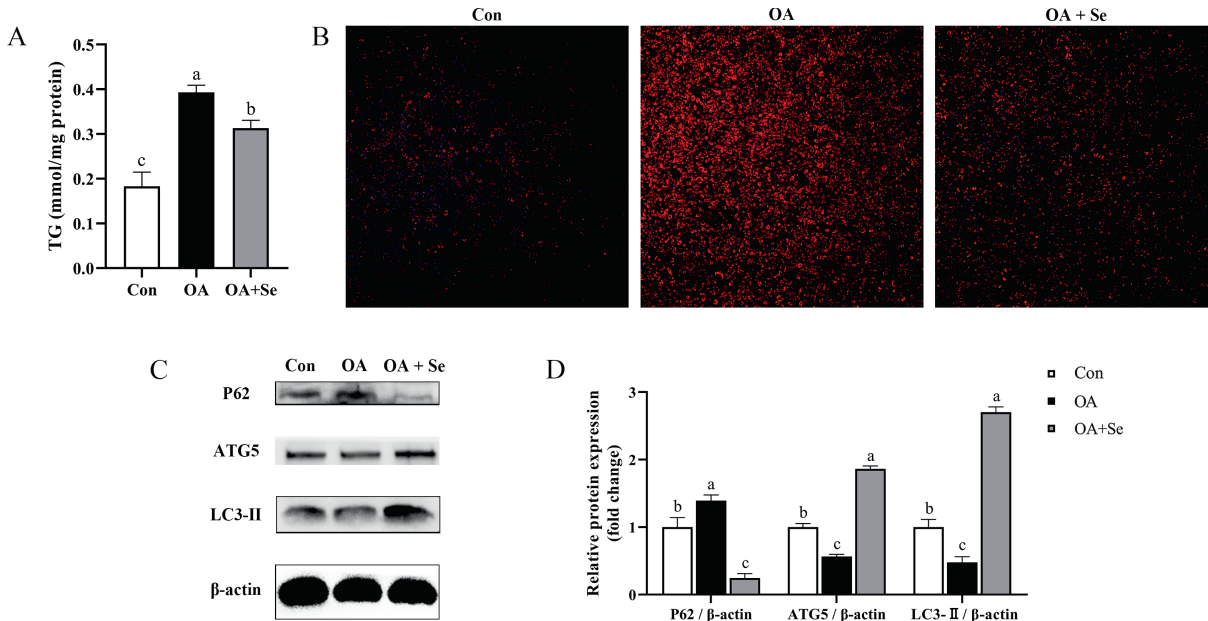 A
TG (mmol/mg protein)
0.5
0.4
0.3
0.2
0.1
0.0
c
a
b
Con OA OA+Se
B
Con OA OA + Se
C
Con OA OA + Se
P62
ATG5
LC3-II
β-actin
D
Relative protein expression
(fold change)
3
2
1
0
b a c
b c a
b c a
P62 / β-actin ATG5 / β-actin LC3-Ⅱ / β-actin
Con
OA
OA+Se